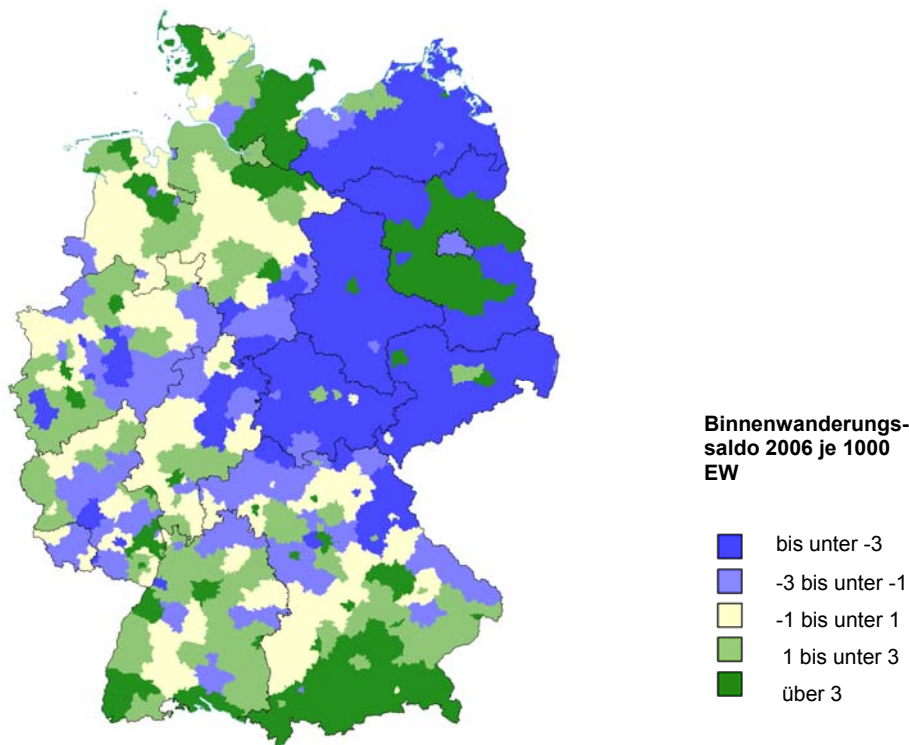 Binnenwanderungs-
saldo 2006 je 1000
EW
bis unter -3
-3 bis unter -1
-1 bis unter 1
1 bis unter 3
über 3